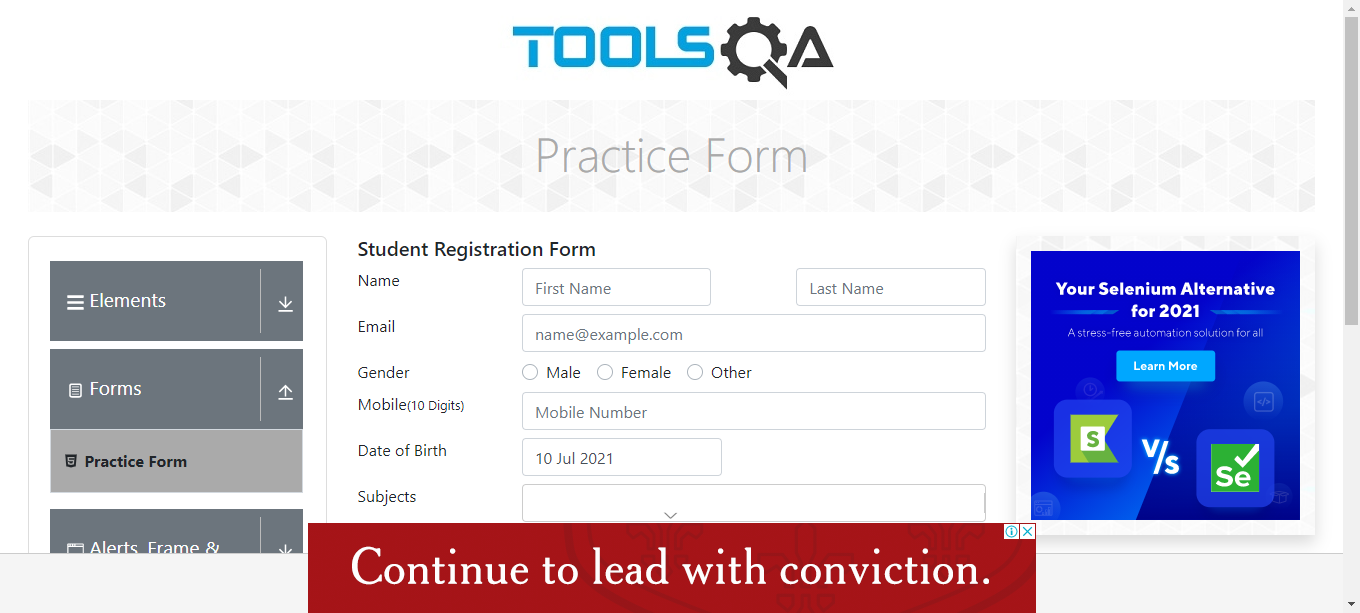 TOOLSQA
Practice Form
Elements
Forms
Practice Form
Alerts, Frame &
Student Registration Form
Name
First Name
Last Name
Email
name@example.com
Gender
Male
Female
Other
Mobile(10 Digits)
Mobile Number
Date of Birth
10 Jul 2021
Subjects
Your Selenium Alternative
for 2021
A stress-free automation solution for all
Learn More
S
V/s
Se
Continue to lead with conviction.